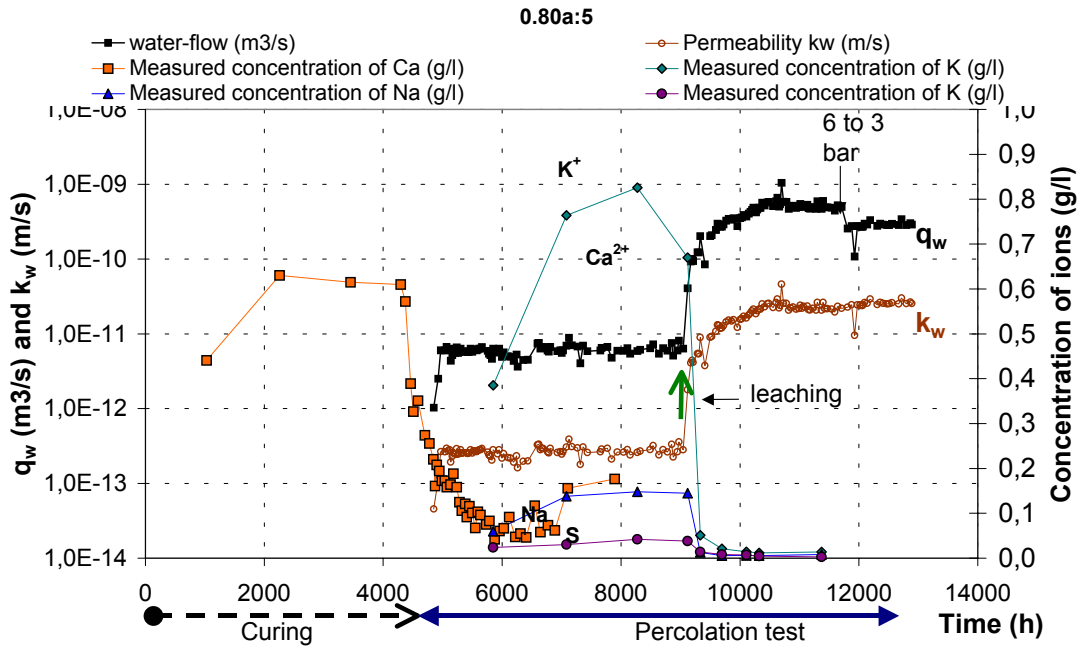 0.80a:5
water-flow (m3/s)
Permeability kw (m/s)
Measured concentration of Ca (g/l)
Measured concentration of K (g/l)
Measured concentration of Na (g/l)
Measured concentration of K (g/l)
1,0E-08
1,0E-09
1,0E-10
1,0E-11
1,0E-12
1,0E-13
1,0E-14
qw (m3/s) and kw (m/s)
1,0
0,9
0,8
0,7
0,6
0,5
0,4
0,3
0,2
0,1
0,0
Concentration of ions (g/l)
6 to 3
bar
K+
Ca2+
qw
kw
leaching
Na
S
0
2000
4000
6000
8000
10000
12000
14000
Curing
Percolation test
Time (h)